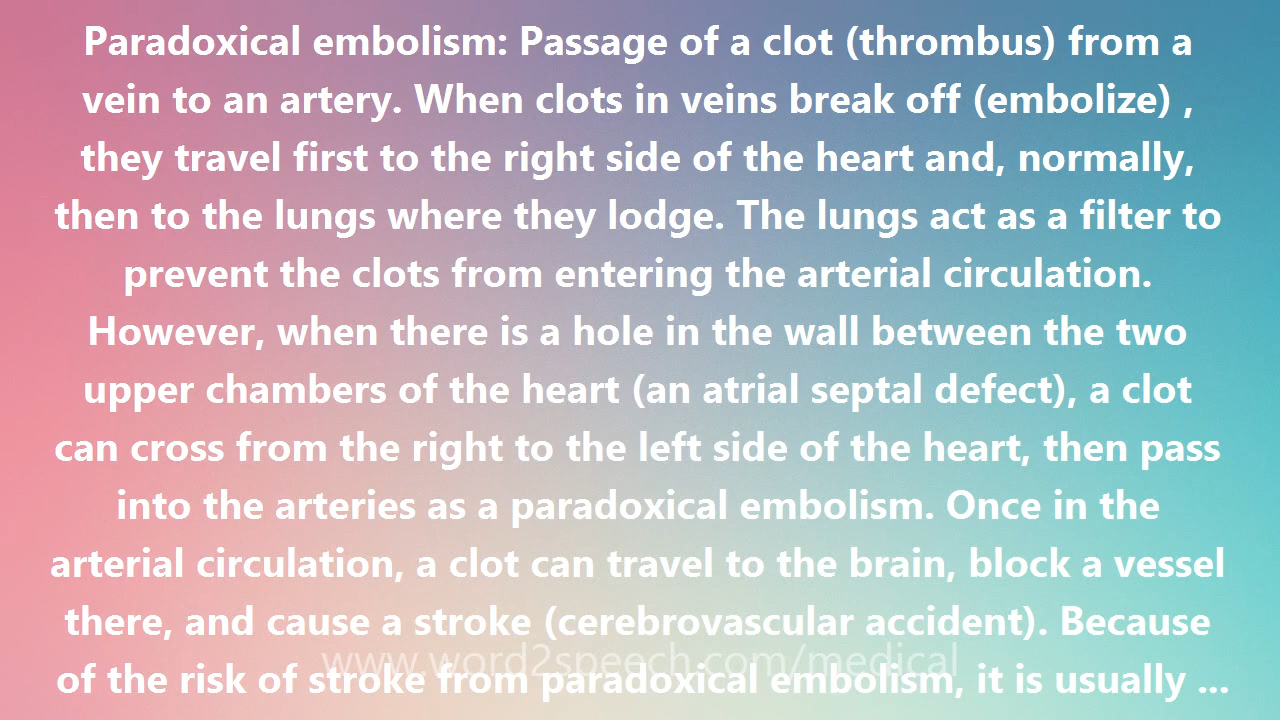 Paradoxical embolism: Passage of a clot (thrombus) from a
vein to an artery. When clots in veins break off (embolize) ,
they travel first to the right side of the heart and, normally,
then to the lungs where they lodge. The lungs act as a filter to
prevent the clots from entering the arterial circulation.
However, when there is a hole in the wall between the two
upper chambers of the heart (an atrial septal defect), a clot
can cross from the right to the left side of the heart, then pass
into the arteries as a paradoxical embolism. Once in the
arterial circulation, a clot can travel to the brain, block a vessel
there, and cause a stroke (cerebrovascular accident). Because
www.word2speech.com/medical
of the risk of stroke from paradoxical embolism, it is usually ...